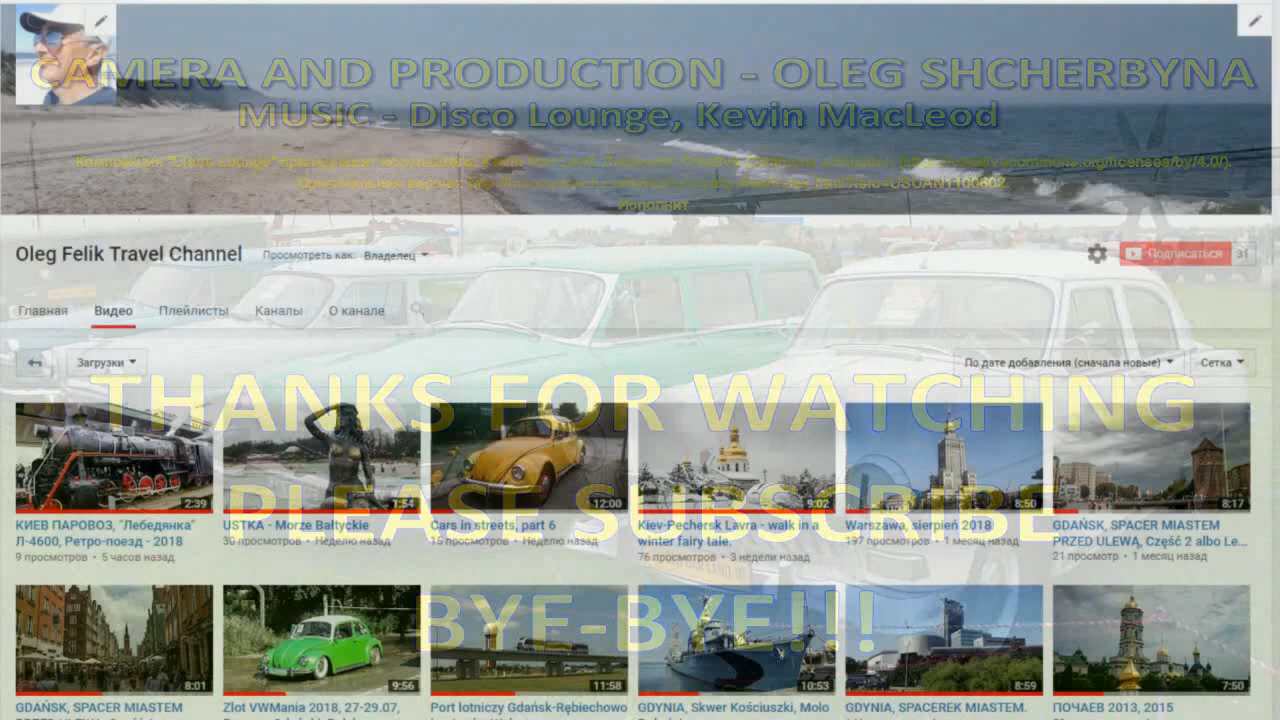 CAMERA AND PRODUCTION - OLEG SHCHERBYNA
MUSIC - Disco Lounge, Kevin MacLeod
Исполнит
Oleg Felik Travel Channel
Просмотреть как: Владелец
Подписаться 31
Главная Видео Плейлисты Каналы О канале
Загрузки
По дате добавления (сначала новые) Сетка
THANKS FOR WATCHING
2:39
7:54
12:00
9:02
8:50
8:17
PLEASE SUBSCRIBE
КИЕВ ПАРОВОЗ, "Лебедянка"
Л-4600, Ретро-поезд - 2018
9 просмотров • 5 часов назад
USTKA - Morze Bałtyckie
30 просмотров • Неделю назад
Cars in streets, part 6
15 просмотров • Неделю назад
Kiev-Pechersk Lavra - walk in a
winter fairy tale.
76 просмотров • 3 недели назад
Warszawa, sierpień 2018
197 просмотров • 1 месяц назад
GDAŃSK, SPACER MIASTEM
PRZED ULEWĄ, Część 2 albo Le...
21 просмотр • 1 месяц назад
BYE-BYE!!!
8:01
9:56
11:58
10:53
8:59
7:50
GDAŃSK, SPACER MIASTEM
Zlot VWMania 2018, 27-29.07,
Port lotniczy Gdańsk-Rębiechowo
GDYNIA, Skwer Kościuszki, Molo
GDYNIA, SPACEREK MIASTEM.
ПОЧАЕВ 2013, 2015